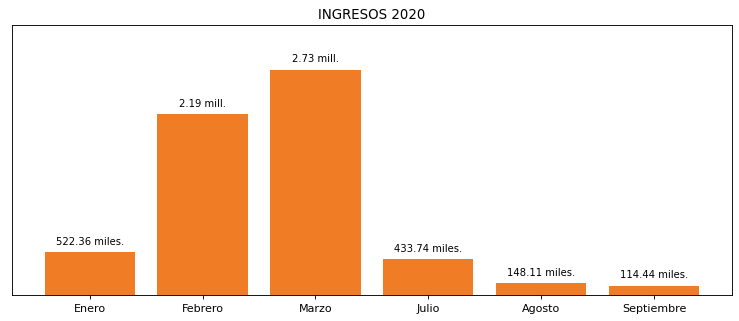 INGRESOS 2020
2.73 mill.
2.19 mill.
522.36 miles.
433.74 miles.
148.11 miles.
114.44 miles.
Enero
Febrero
Marzo
Julio
Agosto
Septiembre